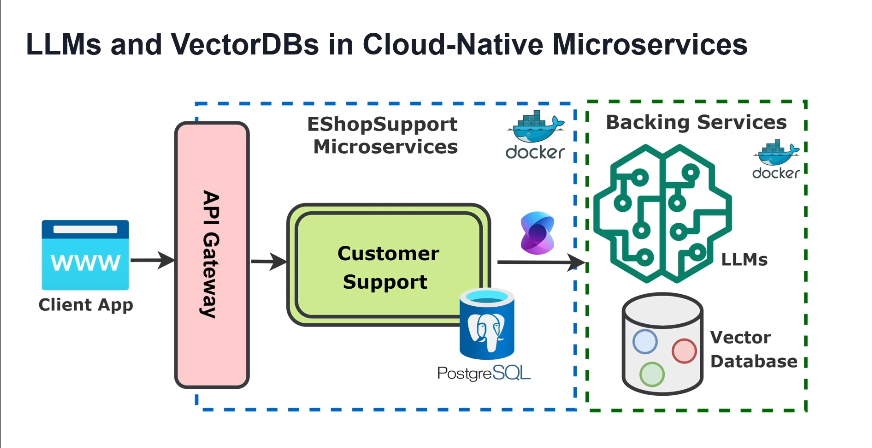 LLMs and VectorDBs in Cloud-Native Microservices
EShopSupport
Microservices
docker
Backing Services
docker
API Gateway
WWW
Client App
Customer
Support
PostgreSQL
LLMs
Vector
Database